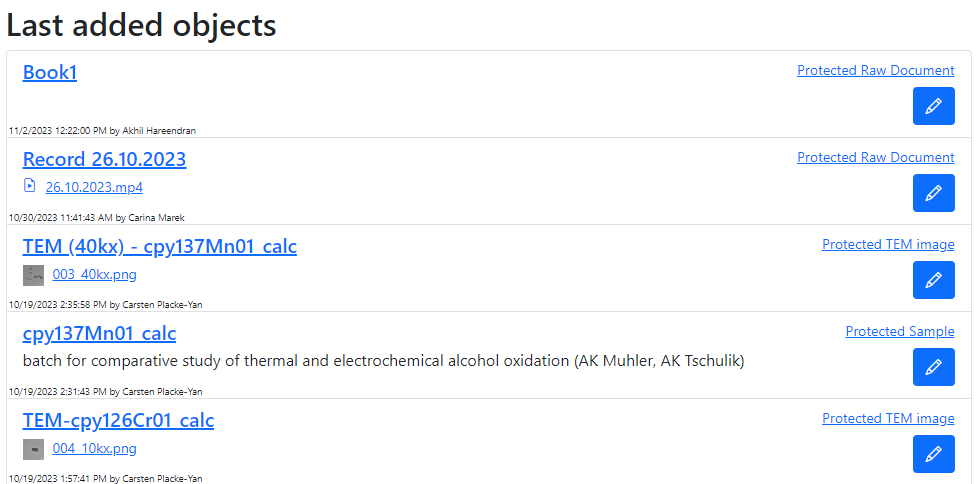 Last added objects
Book1
Protected Raw Document
11/2/2023 12:22:00 PM by Akhil Hareendran
Record 26.10.2023
Protected Raw Document
26.10.2023.mp4
10/30/2023 11:41:43 AM by Carina Marek
TEM (40kx) - cpy137Mn01_calc
Protected TEM image
003_40kx.png
10/19/2023 2:35:58 PM by Carsten Placke-Yan
cpy137Mn01_calc
Protected Sample
batch for comparative study of thermal and electrochemical alcohol oxidation (AK Muhler, AK Tschulik)
10/19/2023 2:31:43 PM by Carsten Placke-Yan
TEM-cpy126Cr01_calc
Protected TEM image
004_10kx.png
10/19/2023 1:57:41 PM by Carsten Placke-Yan